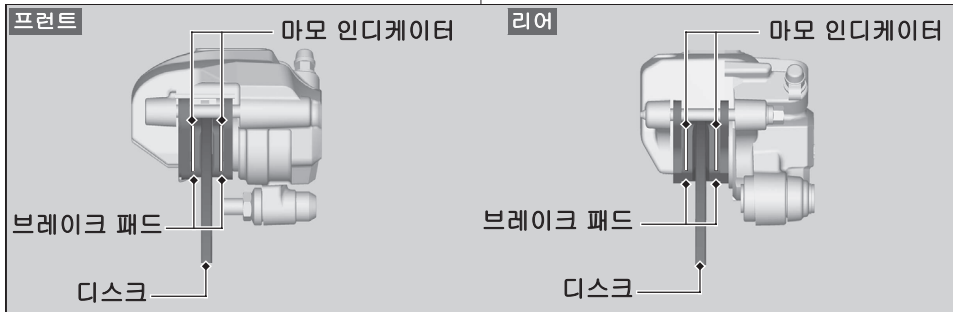 프런트
마모 인디케이터
브레이크 패드
디스크
리어
마모 인디케이터
브레이크 패드
디스크